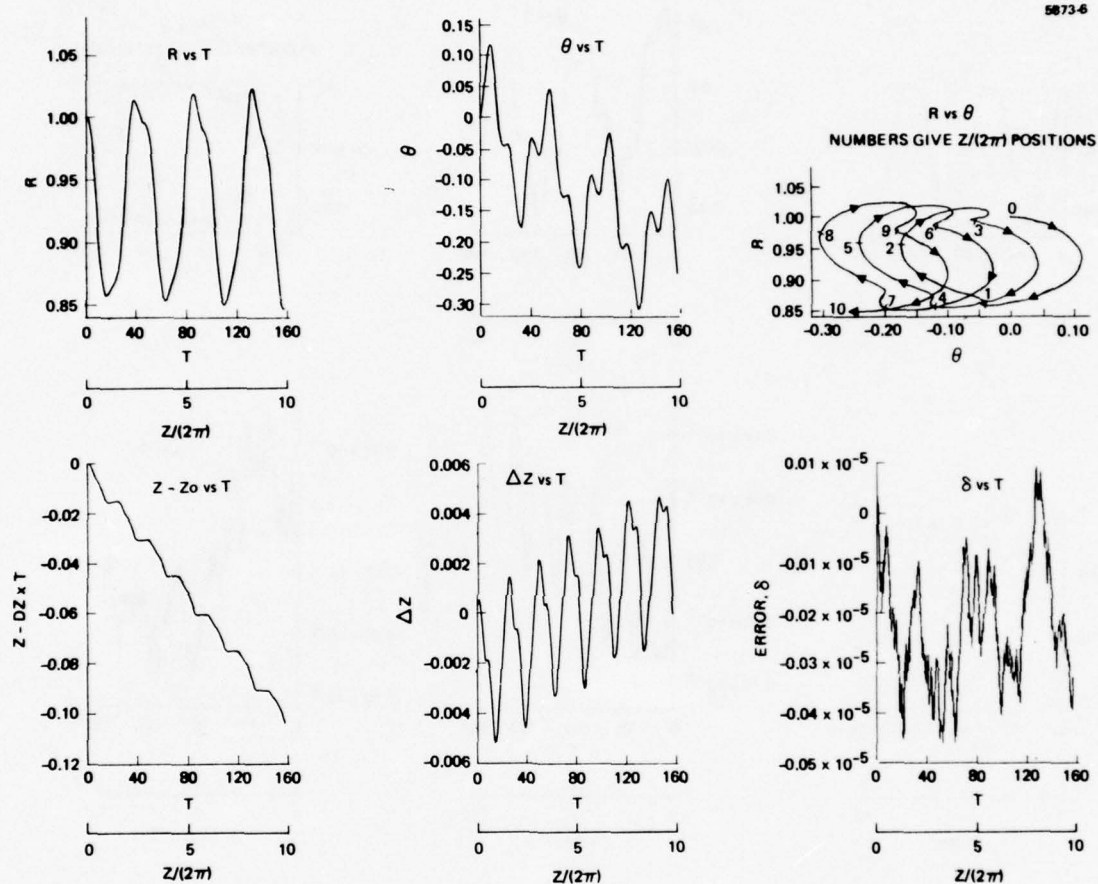 5873-6
R vs T
1.05
1.00
0.95
0.90
0.85
R
0 40 80 120 160
T
0 5 10
Z/(2π)
θ vs T
0.15
0.10
0.05
0
-0.05
-0.10
-0.15
-0.20
-0.25
-0.30
θ
0 40 80 120 160
T
0 5 10
Z/(2π)
R vs θ
NUMBERS GIVE Z/(2π) POSITIONS
1.05
1.00
0.95
0.90
0.85
R
0
3
6
9
8
5
2
1
4
7
10
-0.30 -0.20 -0.10 0.0 0.10
θ
Z - Zo vs T
0
-0.02
-0.04
-0.06
-0.08
-0.10
-0.12
Z - DZ x T
0 40 80 120 160
T
0 5 10
Z/(2π)
ΔZ vs T
0.006
0.004
0.002
0
-0.002
-0.004
-0.006
ΔZ
0 40 80 120 160
T
0 5 10
Z/(2π)
δ vs T
0.01 x 10⁻⁵
0
-0.01 x 10⁻⁵
-0.02 x 10⁻⁵
-0.03 x 10⁻⁵
-0.04 x 10⁻⁵
-0.05 x 10⁻⁵
ERROR, δ
0 40 80 120 160
T
0 5 10
Z/(2π)